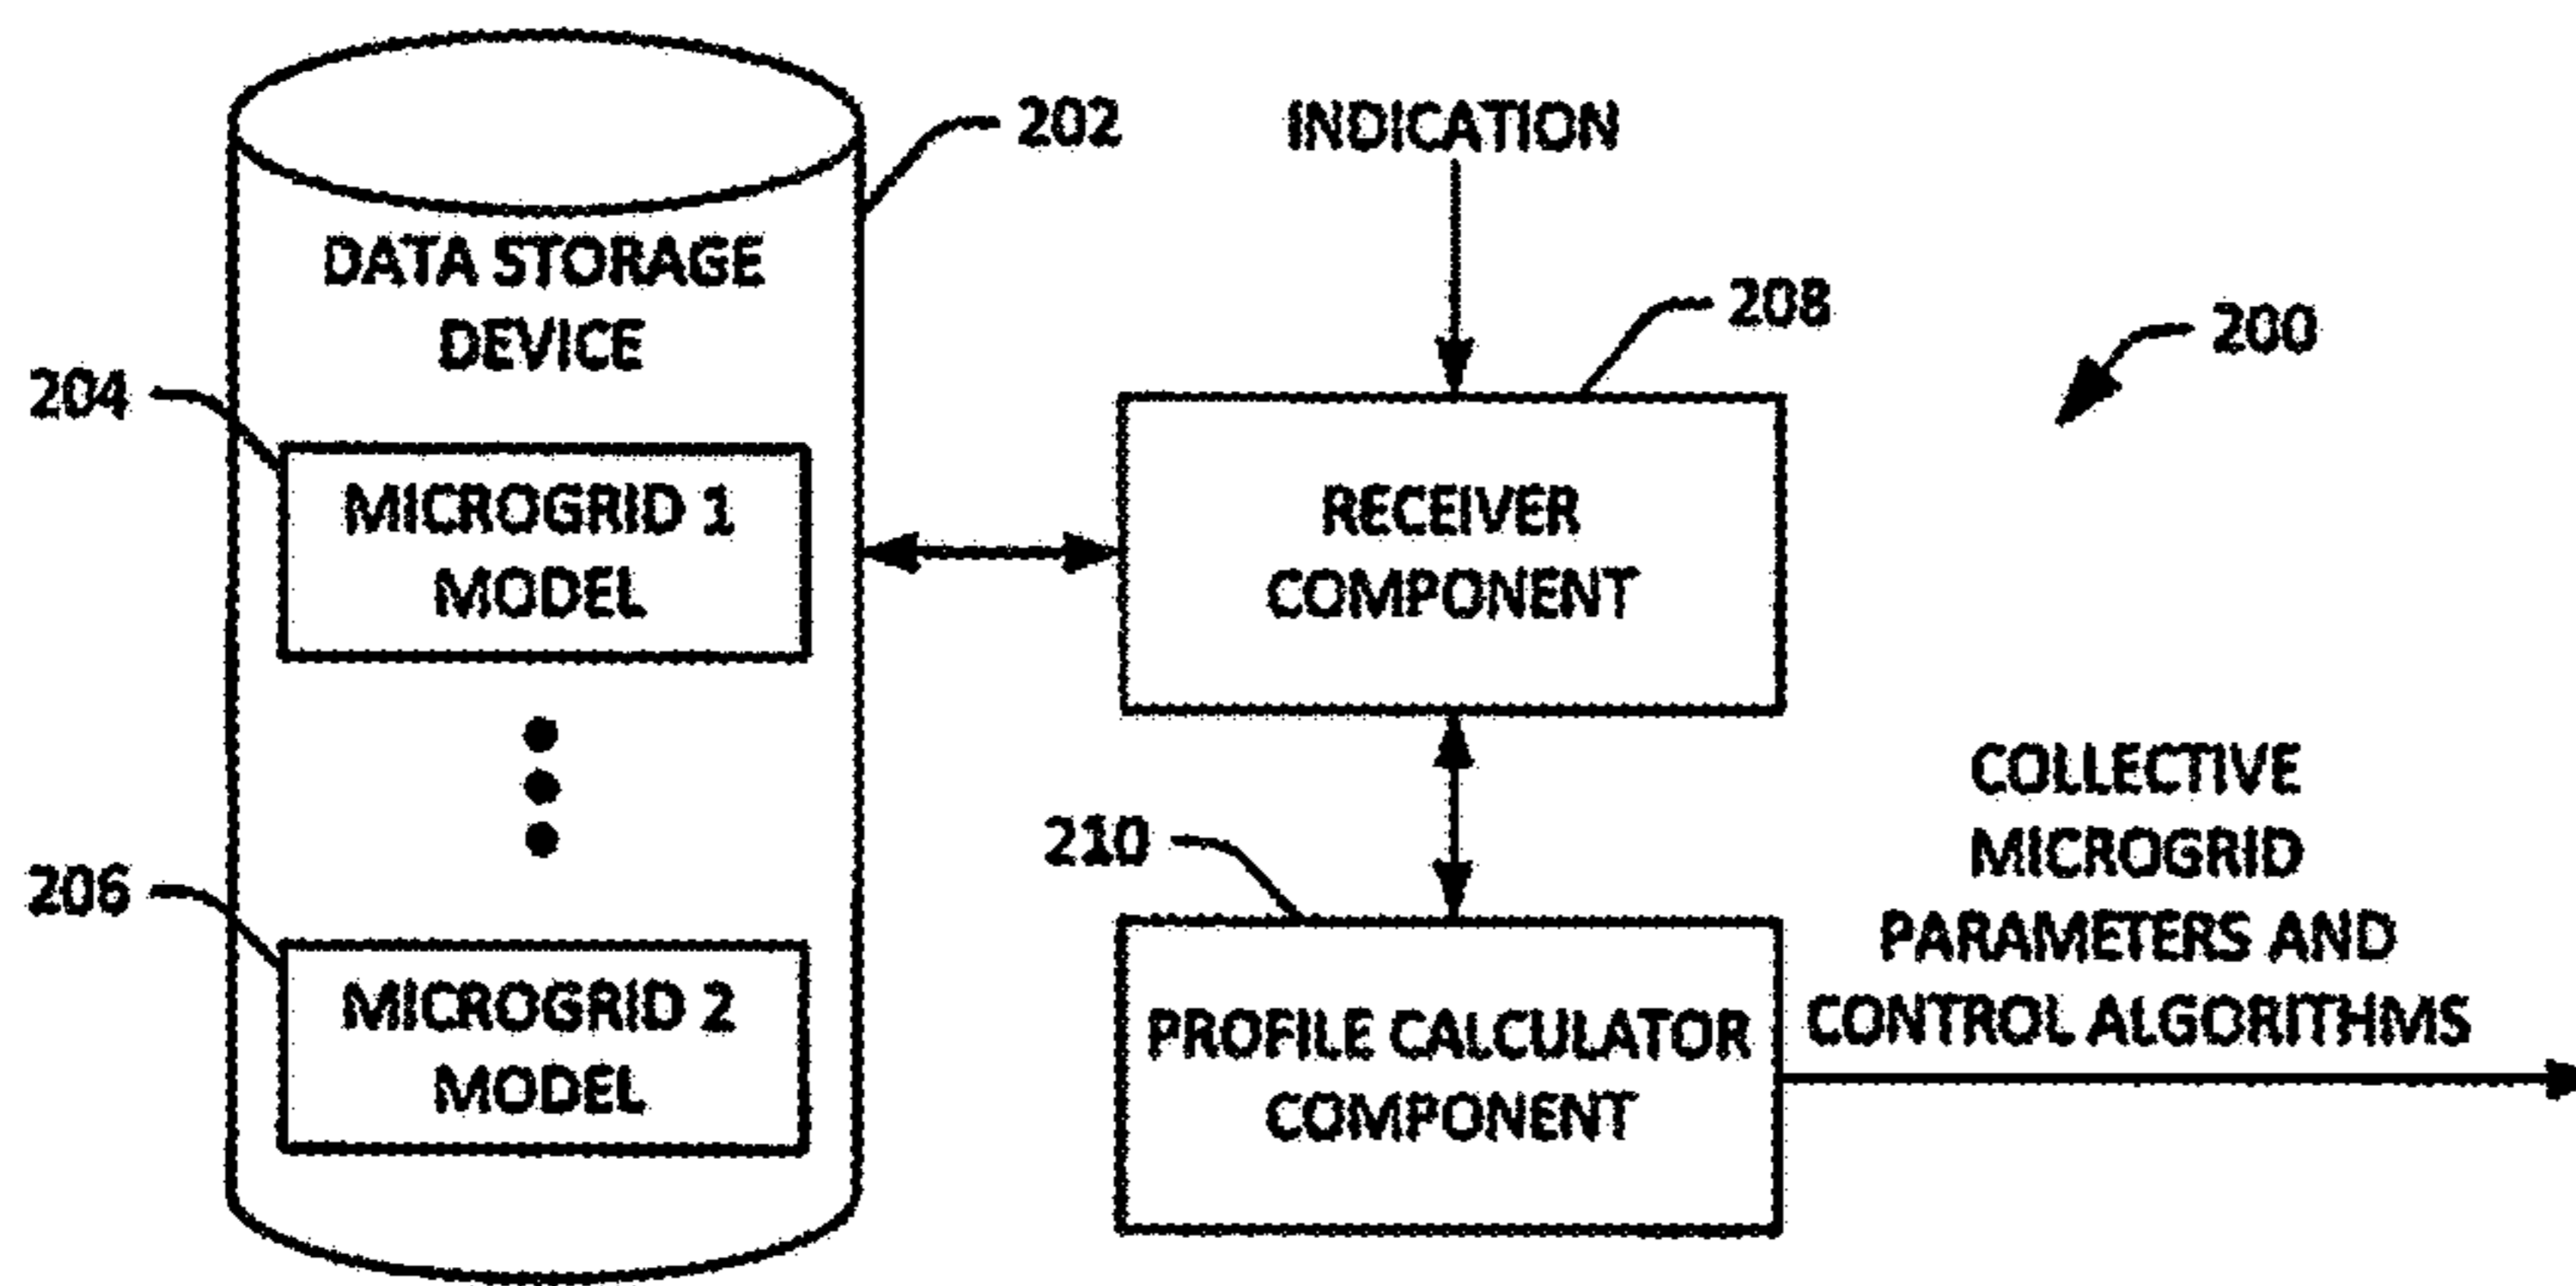 202
INDICATION
DATA STORAGE
DEVICE
208
200
204
MICROGRID 1
MODEL
RECEIVER
COMPONENT
206
MICROGRID 2
MODEL
210
PROFILE CALCULATOR
COMPONENT
COLLECTIVE
MICROGRID
PARAMETERS AND
CONTROL ALGORITHMS